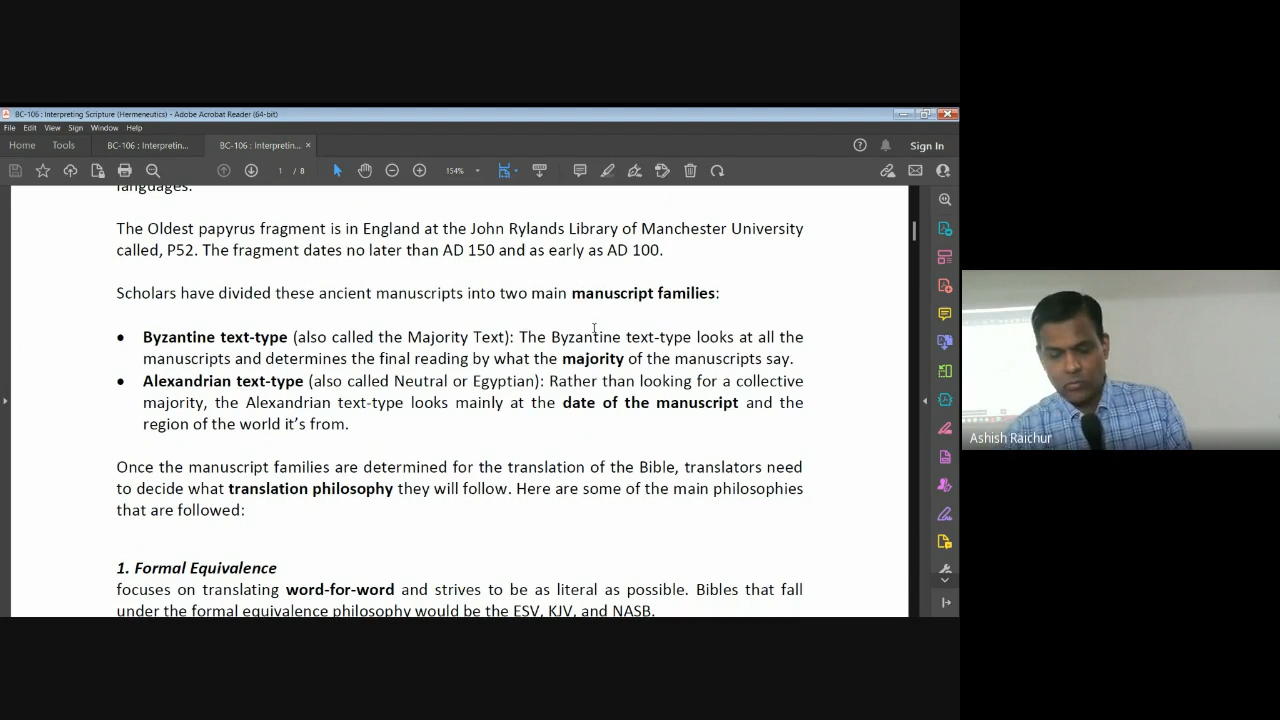 BC-106 : Interpreting Scripture (Hermeneutics) - Adobe Acrobat Reader (64-bit)
File Edit View Sign Window Help
Home Tools BC-106 : Interpretin... BC-106 : Interpretin... × Sign In
1 / 8 154%
languages.
The Oldest papyrus fragment is in England at the John Rylands Library of Manchester University
called, P52. The fragment dates no later than AD 150 and as early as AD 100.
Scholars have divided these ancient manuscripts into two main manuscript families:
• Byzantine text-type (also called the Majority Text): The Byzantine text-type looks at all the
manuscripts and determines the final reading by what the majority of the manuscripts say.
• Alexandrian text-type (also called Neutral or Egyptian): Rather than looking for a collective
majority, the Alexandrian text-type looks mainly at the date of the manuscript and the
region of the world it's from.
Once the manuscript families are determined for the translation of the Bible, translators need
to decide what translation philosophy they will follow. Here are some of the main philosophies
that are followed:
1. Formal Equivalence
focuses on translating word-for-word and strives to be as literal as possible. Bibles that fall
under the formal equivalence philosophy would be the ESV, KJV, and NASB.
Ashish Raichur